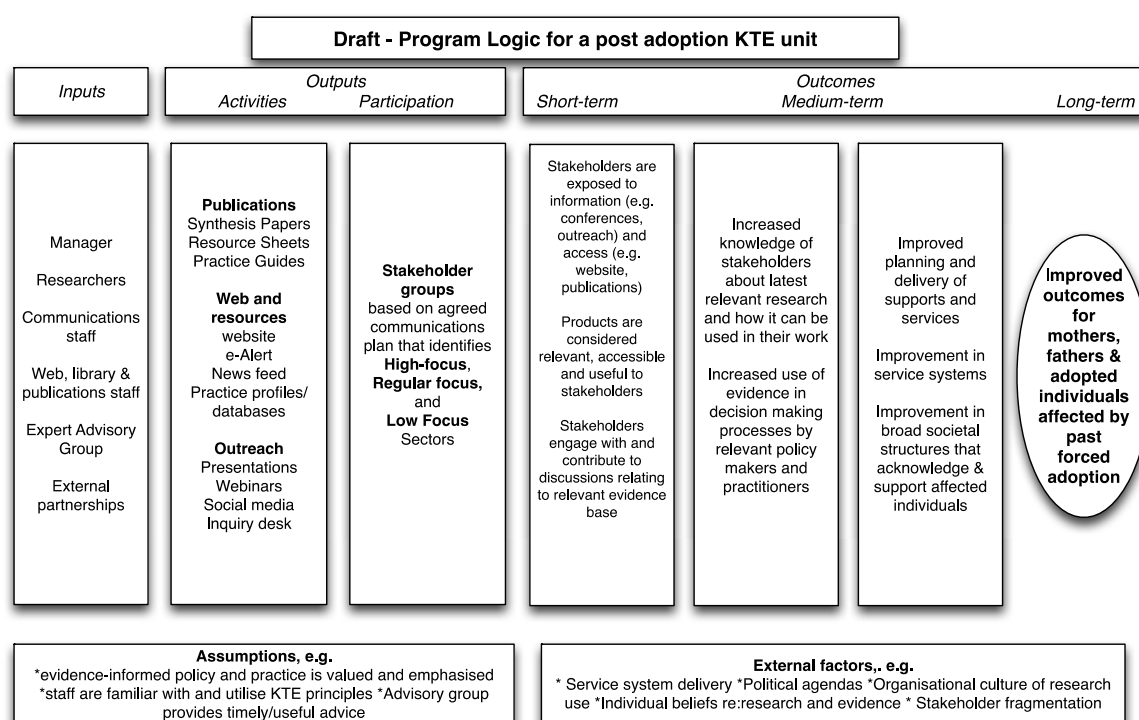 Draft - Program Logic for a post adoption KTE unit
Inputs
Outputs
Activities
Participation
Outcomes
Short-term
Medium-term
Long-term
Manager
Researchers
Communications
staff
Web, library &
publications staff
Expert Advisory
Group
External
partnerships
Publications
Synthesis Papers
Resource Sheets
Practice Guides
Web and
resources
website
e-Alert
News feed
Practice profiles/
databases
Outreach
Presentations
Webinars
Social media
Inquiry desk
Stakeholder
groups
based on agreed
communications
plan that identifies
High-focus,
Regular focus,
and
Low Focus
Sectors
Stakeholders are
exposed to
information (e.g.
conferences,
outreach) and
access (e.g.
website,
publications)
Products are
considered
relevant, accessible
and useful to
stakeholders
Stakeholders
engage with and
contribute to
discussions relating
to relevant evidence
base
Increased
knowledge of
stakeholders
about latest
relevant research
and how it can be
used in their work
Increased use of
evidence in
decision making
processes by
relevant policy
makers and
practitioners
Improved
planning and
delivery of
supports and
services
Improvement in
service systems
Improvement in
broad societal
structures that
acknowledge &
support affected
individuals
Improved
outcomes
for
mothers,
fathers &
adopted
individuals
affected by
past
forced
adoption
Assumptions, e.g.
*evidence-informed policy and practice is valued and emphasised
*staff are familiar with and utilise KTE principles *Advisory group
provides timely/useful advice
External factors,. e.g.
* Service system delivery *Political agendas *Organisational culture of research
use *Individual beliefs re:research and evidence * Stakeholder fragmentation